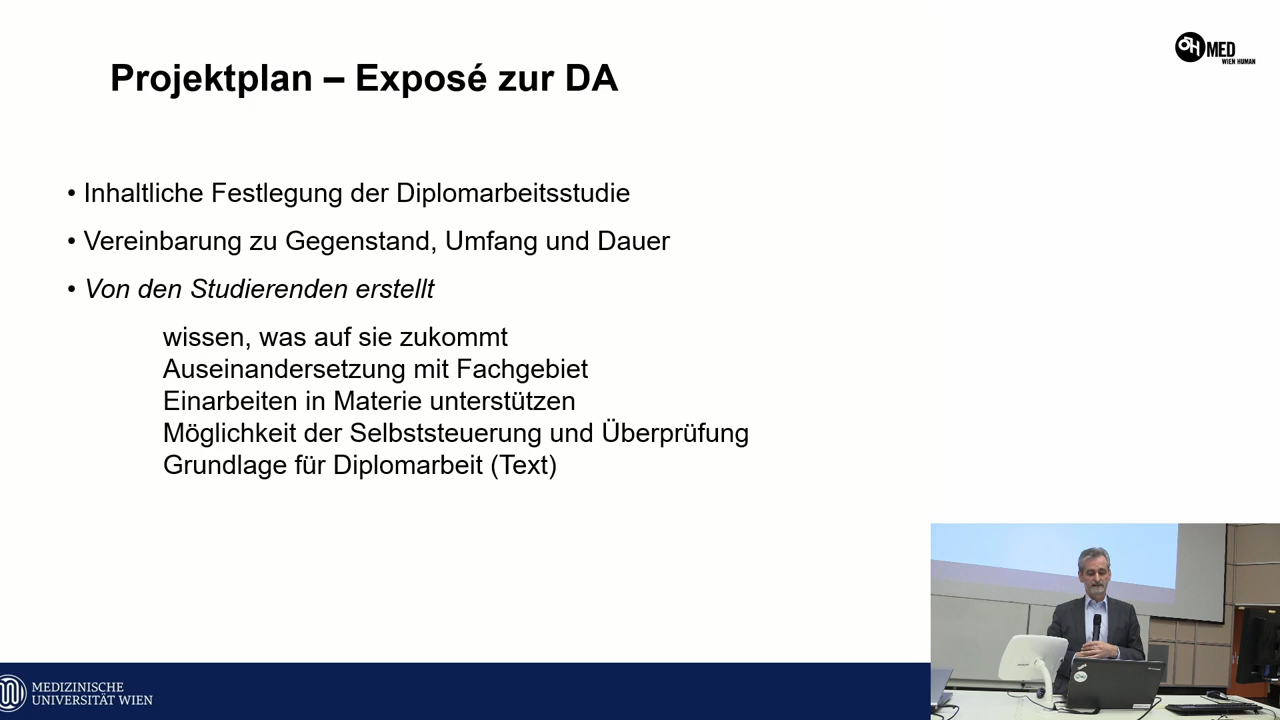 ÖH MED
WIEN HUMAN
Projektplan – Exposé zur DA
• Inhaltliche Festlegung der Diplomarbeitsstudie
• Vereinbarung zu Gegenstand, Umfang und Dauer
• Von den Studierenden erstellt
wissen, was auf sie zukommt
Auseinandersetzung mit Fachgebiet
Einarbeiten in Materie unterstützen
Möglichkeit der Selbststeuerung und Überprüfung
Grundlage für Diplomarbeit (Text)
MEDIZINISCHE
UNIVERSITÄT WIEN